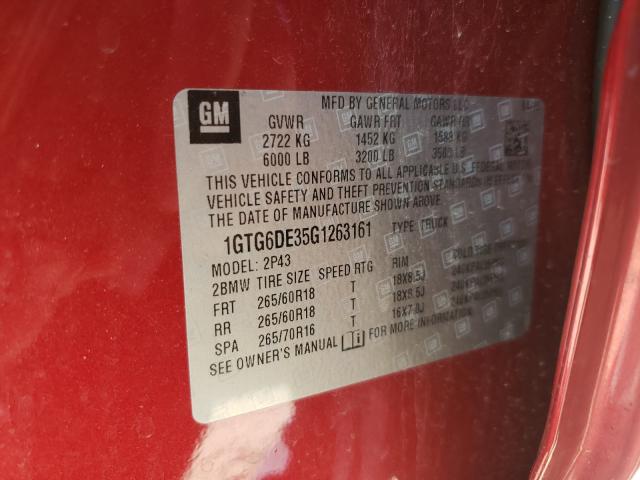 MFD BY GENERAL MOTORS LLC
GM
GVWR GAWR FRT GAWR RR
2722 KG 1452 KG 1588 KG
6000 LB 3200 LB 3500 LB
THIS VEHICLE CONFORMS TO ALL APPLICABLE U.S. FEDERAL MOTOR
VEHICLE SAFETY AND THEFT PREVENTION STANDARDS IN EFFECT ON
THE DATE OF MANUFACTURE SHOWN ABOVE.
1GTG6DE35G1263161 TYPE: TRUCK
MODEL: 2P43
2BMW TIRE SIZE SPEED RTG RIM
FRT 265/60R18 T 18X8.5J
RR 265/60R18 T 18X8.5J
SPA 265/70R16 T 16X7.0J
SEE OWNER'S MANUAL FOR MORE INFORMATION